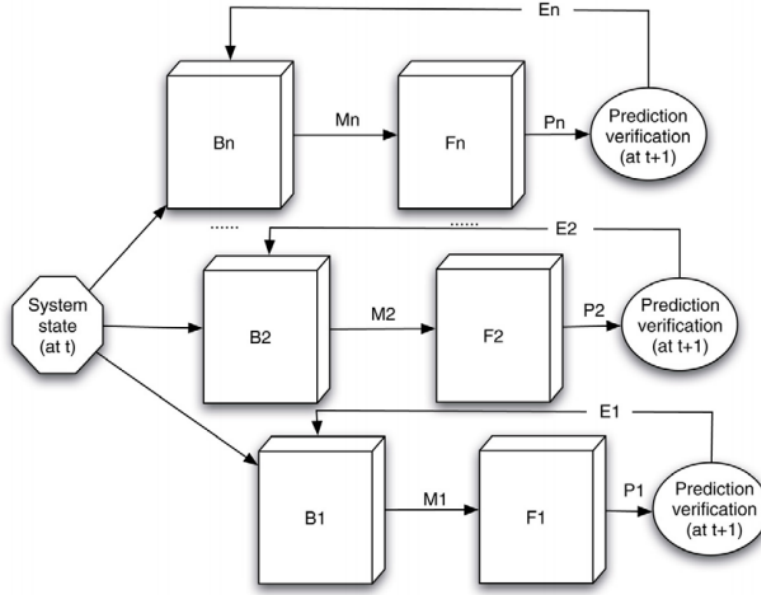 En
Bn
Mn
Fn
Pn
Prediction
verification
(at t+1)
......
......
E2
System
state
(at t)
B2
M2
F2
P2
Prediction
verification
(at t+1)
E1
B1
M1
F1
P1
Prediction
verification
(at t+1)